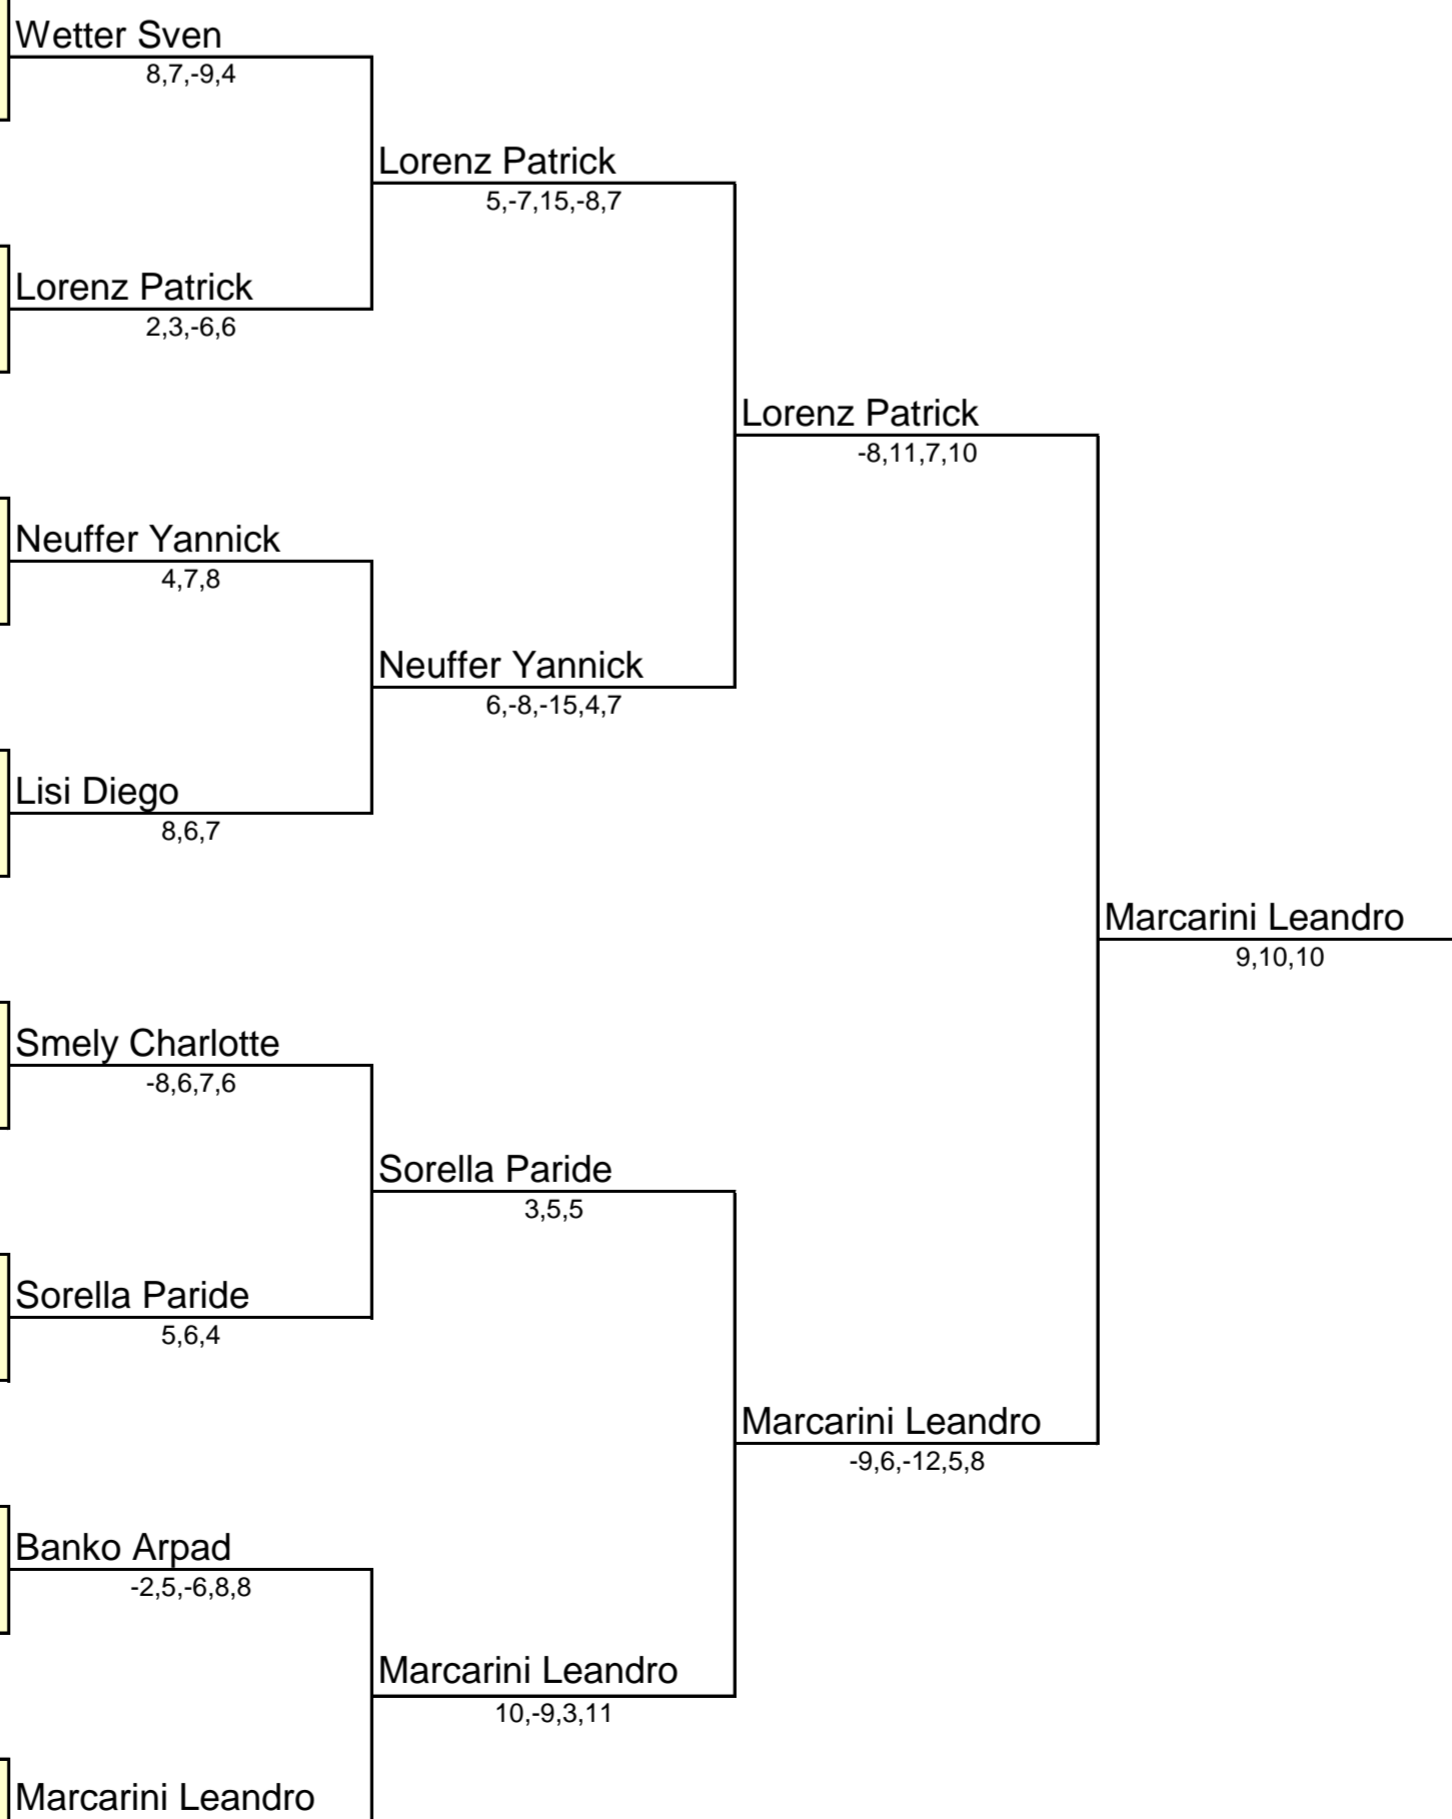 Wetter Sven
8,7,-9,4
Lorenz Patrick
5,-7,15,-8,7
Lorenz Patrick
2,3,-6,6
Lorenz Patrick
-8,11,7,10
Neuffer Yannick
4,7,8
Neuffer Yannick
6,-8,-15,4,7
Lisi Diego
8,6,7
Marcarini Leandro
9,10,10
Smely Charlotte
-8,6,7,6
Sorella Paride
3,5,5
Sorella Paride
5,6,4
Marcarini Leandro
-9,6,-12,5,8
Banko Arpad
-2,5,-6,8,8
Marcarini Leandro
10,-9,3,11
Marcarini Leandro